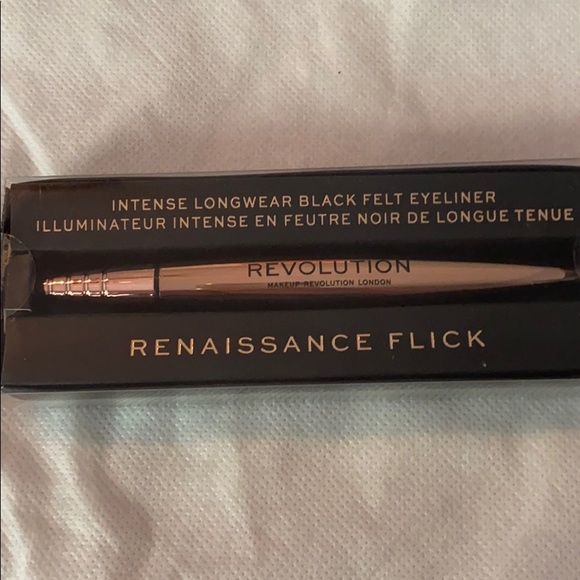 INTENSE LONGWEAR BLACK FELT EYELINER
ILLUMINATEUR INTENSE EN FEUTRE NOIR DE LONGUE TENUE
REVOLUTION
MAKEUP REVOLUTION LONDON
RENAISSANCE FLICK